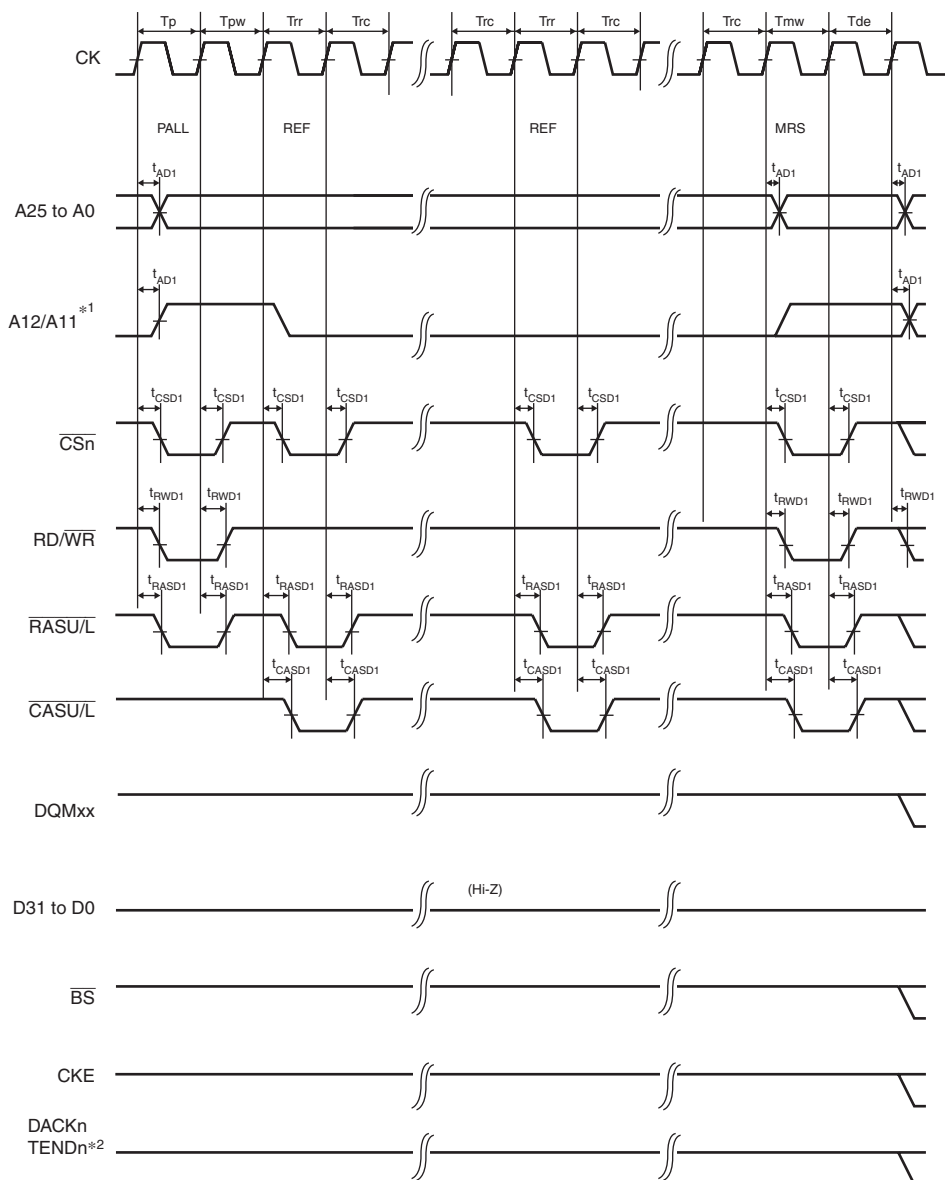 Tp Tpw Trr Trc Trc Trr Trc Trc Tmw Tde
CK
PALL REF REF MRS
tAD1 tAD1 tAD1
A25 to A0
tAD1 tAD1
A12/A11*1
tCSD1 tCSD1 tCSD1 tCSD1 tCSD1 tCSD1 tCSD1 tCSD1
CSn
tRWD1 tRWD1 tRWD1 tRWD1 tRWD1
RD/WR
tRASD1 tRASD1 tRASD1 tRASD1 tRASD1 tRASD1 tRASD1 tRASD1
RASU/L
tCASD1 tCASD1 tCASD1 tCASD1 tCASD1 tCASD1
CASU/L
DQMxx
(Hi-Z)
D31 to D0
BS
CKE
DACKn
TENDn*2